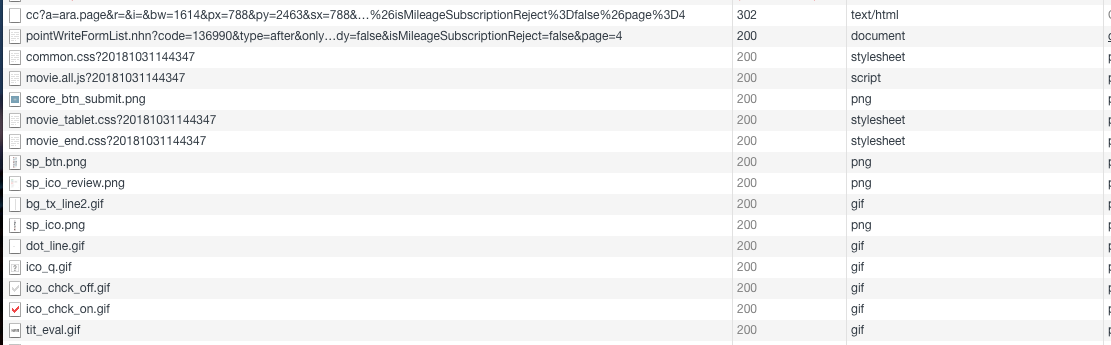 cc?a=ara.page&r=&i=&bw=1614&px=788&py=2463&sx=788&...%26isMileageSubscriptionReject%3Dfalse%26page%3D4 302 text/html
pointWriteFormList.nhn?code=136990&type=after&only...dy=false&isMileageSubscriptionReject=false&page=4 200 document
common.css?20181031144347 200 stylesheet
movie.all.js?20181031144347 200 script
score_btn_submit.png 200 png
movie_tablet.css?20181031144347 200 stylesheet
movie_end.css?20181031144347 200 stylesheet
sp_btn.png 200 png
sp_ico_review.png 200 png
bg_tx_line2.gif 200 gif
sp_ico.png 200 png
dot_line.gif 200 gif
ico_q.gif 200 gif
ico_chck_off.gif 200 gif
ico_chck_on.gif 200 gif
tit_eval.gif 200 gif